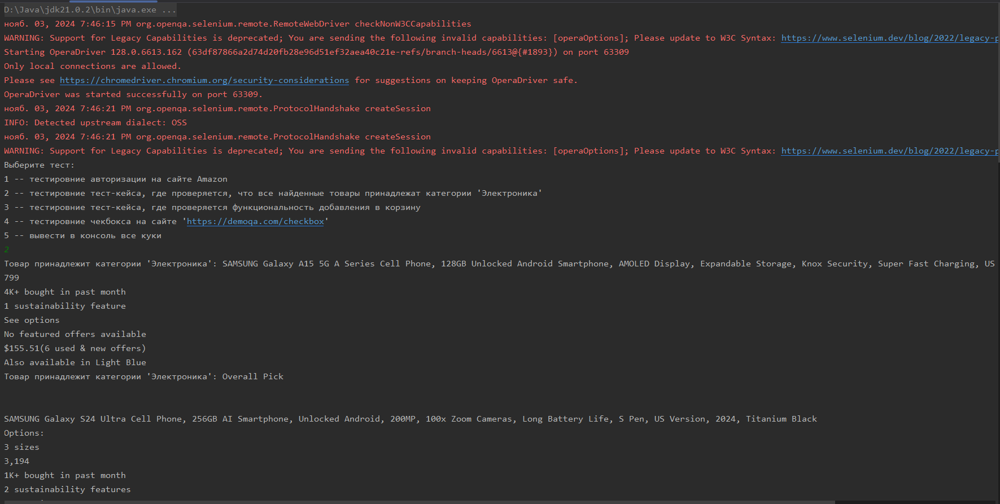 D:\Java\jdk21.0.2\bin\java.exe ...
нояб. 03, 2024 7:46:15 PM org.openqa.selenium.remote.RemoteWebDriver checkNonW3CCapabilities
WARNING: Support for Legacy Capabilities is deprecated; You are sending the following invalid capabilities: [operaOptions]; Please update to W3C Syntax: https://www.selenium.dev/blog/2022/legacy-p
Starting OperaDriver 128.0.6613.162 (63df87866a2d74d20fb28e96d51ef32aea40c21e-refs/branch-heads/6613@{#1893}) on port 63309
Only local connections are allowed.
Please see https://chromedriver.chromium.org/security-considerations for suggestions on keeping OperaDriver safe.
OperaDriver was started successfully on port 63309.
нояб. 03, 2024 7:46:21 PM org.openqa.selenium.remote.ProtocolHandshake createSession
INFO: Detected upstream dialect: OSS
нояб. 03, 2024 7:46:21 PM org.openqa.selenium.remote.ProtocolHandshake createSession
WARNING: Support for Legacy Capabilities is deprecated; You are sending the following invalid capabilities: [operaOptions]; Please update to W3C Syntax: https://www.selenium.dev/blog/2022/legacy-p
Выберите тест:
1 -- тестировние авторизации на сайте Amazon
2 -- тестировние тест-кейса, где проверяется, что все найденные товары принадлежат категории 'Электроника'
3 -- тестировние тест-кейса, где проверяется функциональность добавления в корзину
4 -- тестировние чекбокса на сайте 'https://demoqa.com/checkbox'
5 -- вывести в консоль все куки
2
Товар принадлежит категории 'Электроника': SAMSUNG Galaxy A15 5G A Series Cell Phone, 128GB Unlocked Android Smartphone, AMOLED Display, Expandable Storage, Knox Security, Super Fast Charging, US
799
4K+ bought in past month
1 sustainability feature
See options
No featured offers available
$155.51(6 used & new offers)
Also available in Light Blue
Товар принадлежит категории 'Электроника': Overall Pick
SAMSUNG Galaxy S24 Ultra Cell Phone, 256GB AI Smartphone, Unlocked Android, 200MP, 100x Zoom Cameras, Long Battery Life, S Pen, US Version, 2024, Titanium Black
Options:
3 sizes
3,194
1K+ bought in past month
2 sustainability features